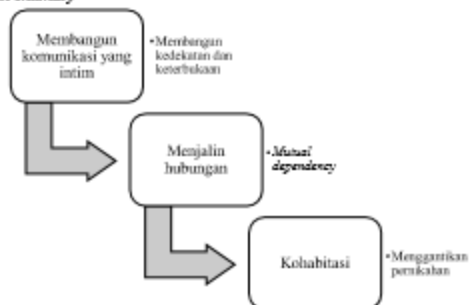 Membangun
komunikasi yang
intim
•Membangun
kedekatan dan
keterbukaan
Menjalin
hubungan
•Mutual
dependency
Kohabitasi
•Menggantikan
pernikahan